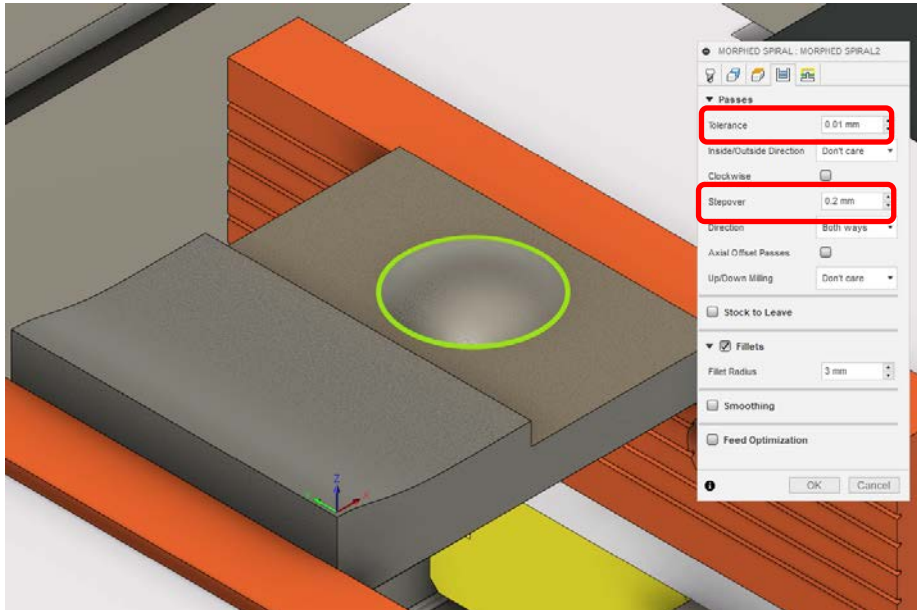 MORPHED SPIRAL : MORPHED SPIRAL2
Passes
Tolerance 0.01 mm
Inside/Outside Direction Don't care
Clockwise
Stepover 0.2 mm
Direction Both ways
Axial Offset Passes
Up/Down Milling Don't care
Stock to Leave
Fillets
Fillet Radius 3 mm
Smoothing
Feed Optimization
OK Cancel
Z
X